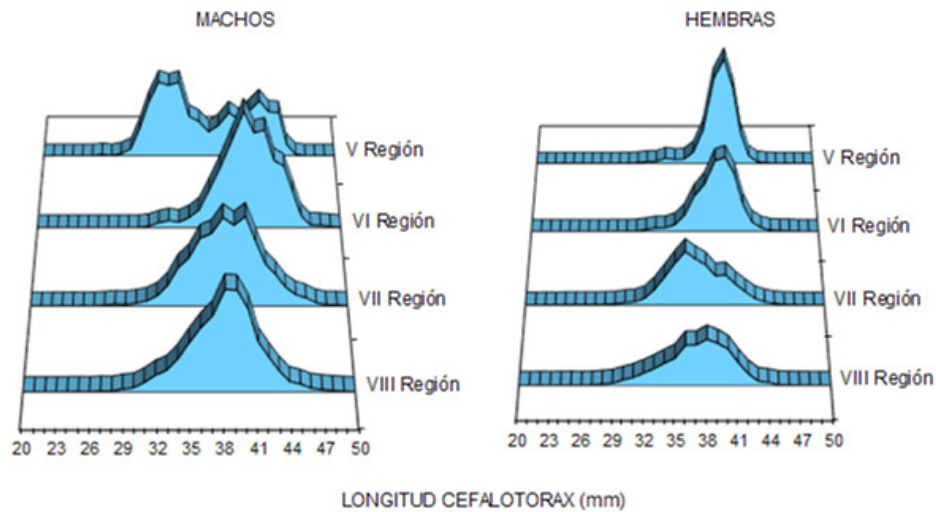 MACHOS
HEMBRAS
V Región
VI Región
VII Región
VIII Región
20 23 26 29 32 35 38 41 44 47 50
V Región
VI Región
VII Región
VIII Región
20 23 26 29 32 35 38 41 44 47 50
LONGITUD CEFALOTORAX (mm)